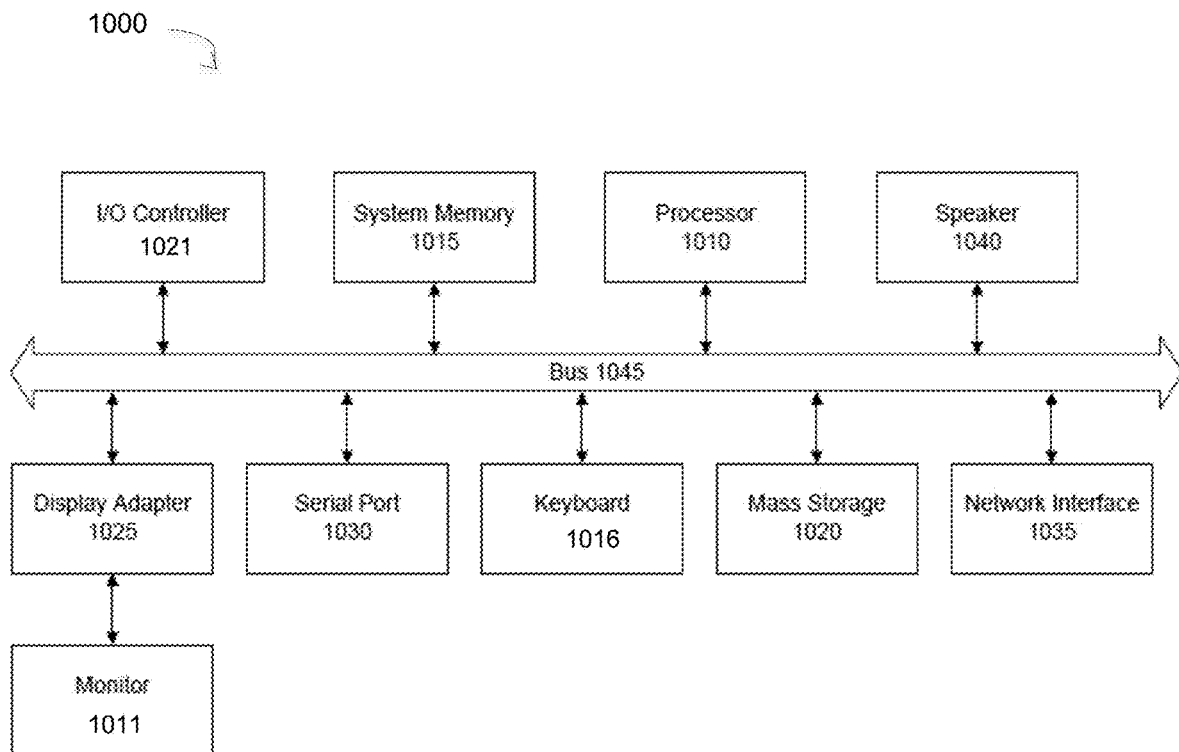 1000
I/O Controller
1021
System Memory
1015
Processor
1010
Speaker
1040
Bus 1045
Display Adapter
1025
Serial Port
1030
Keyboard
1016
Mass Storage
1020
Network Interface
1035
Monitor
1011